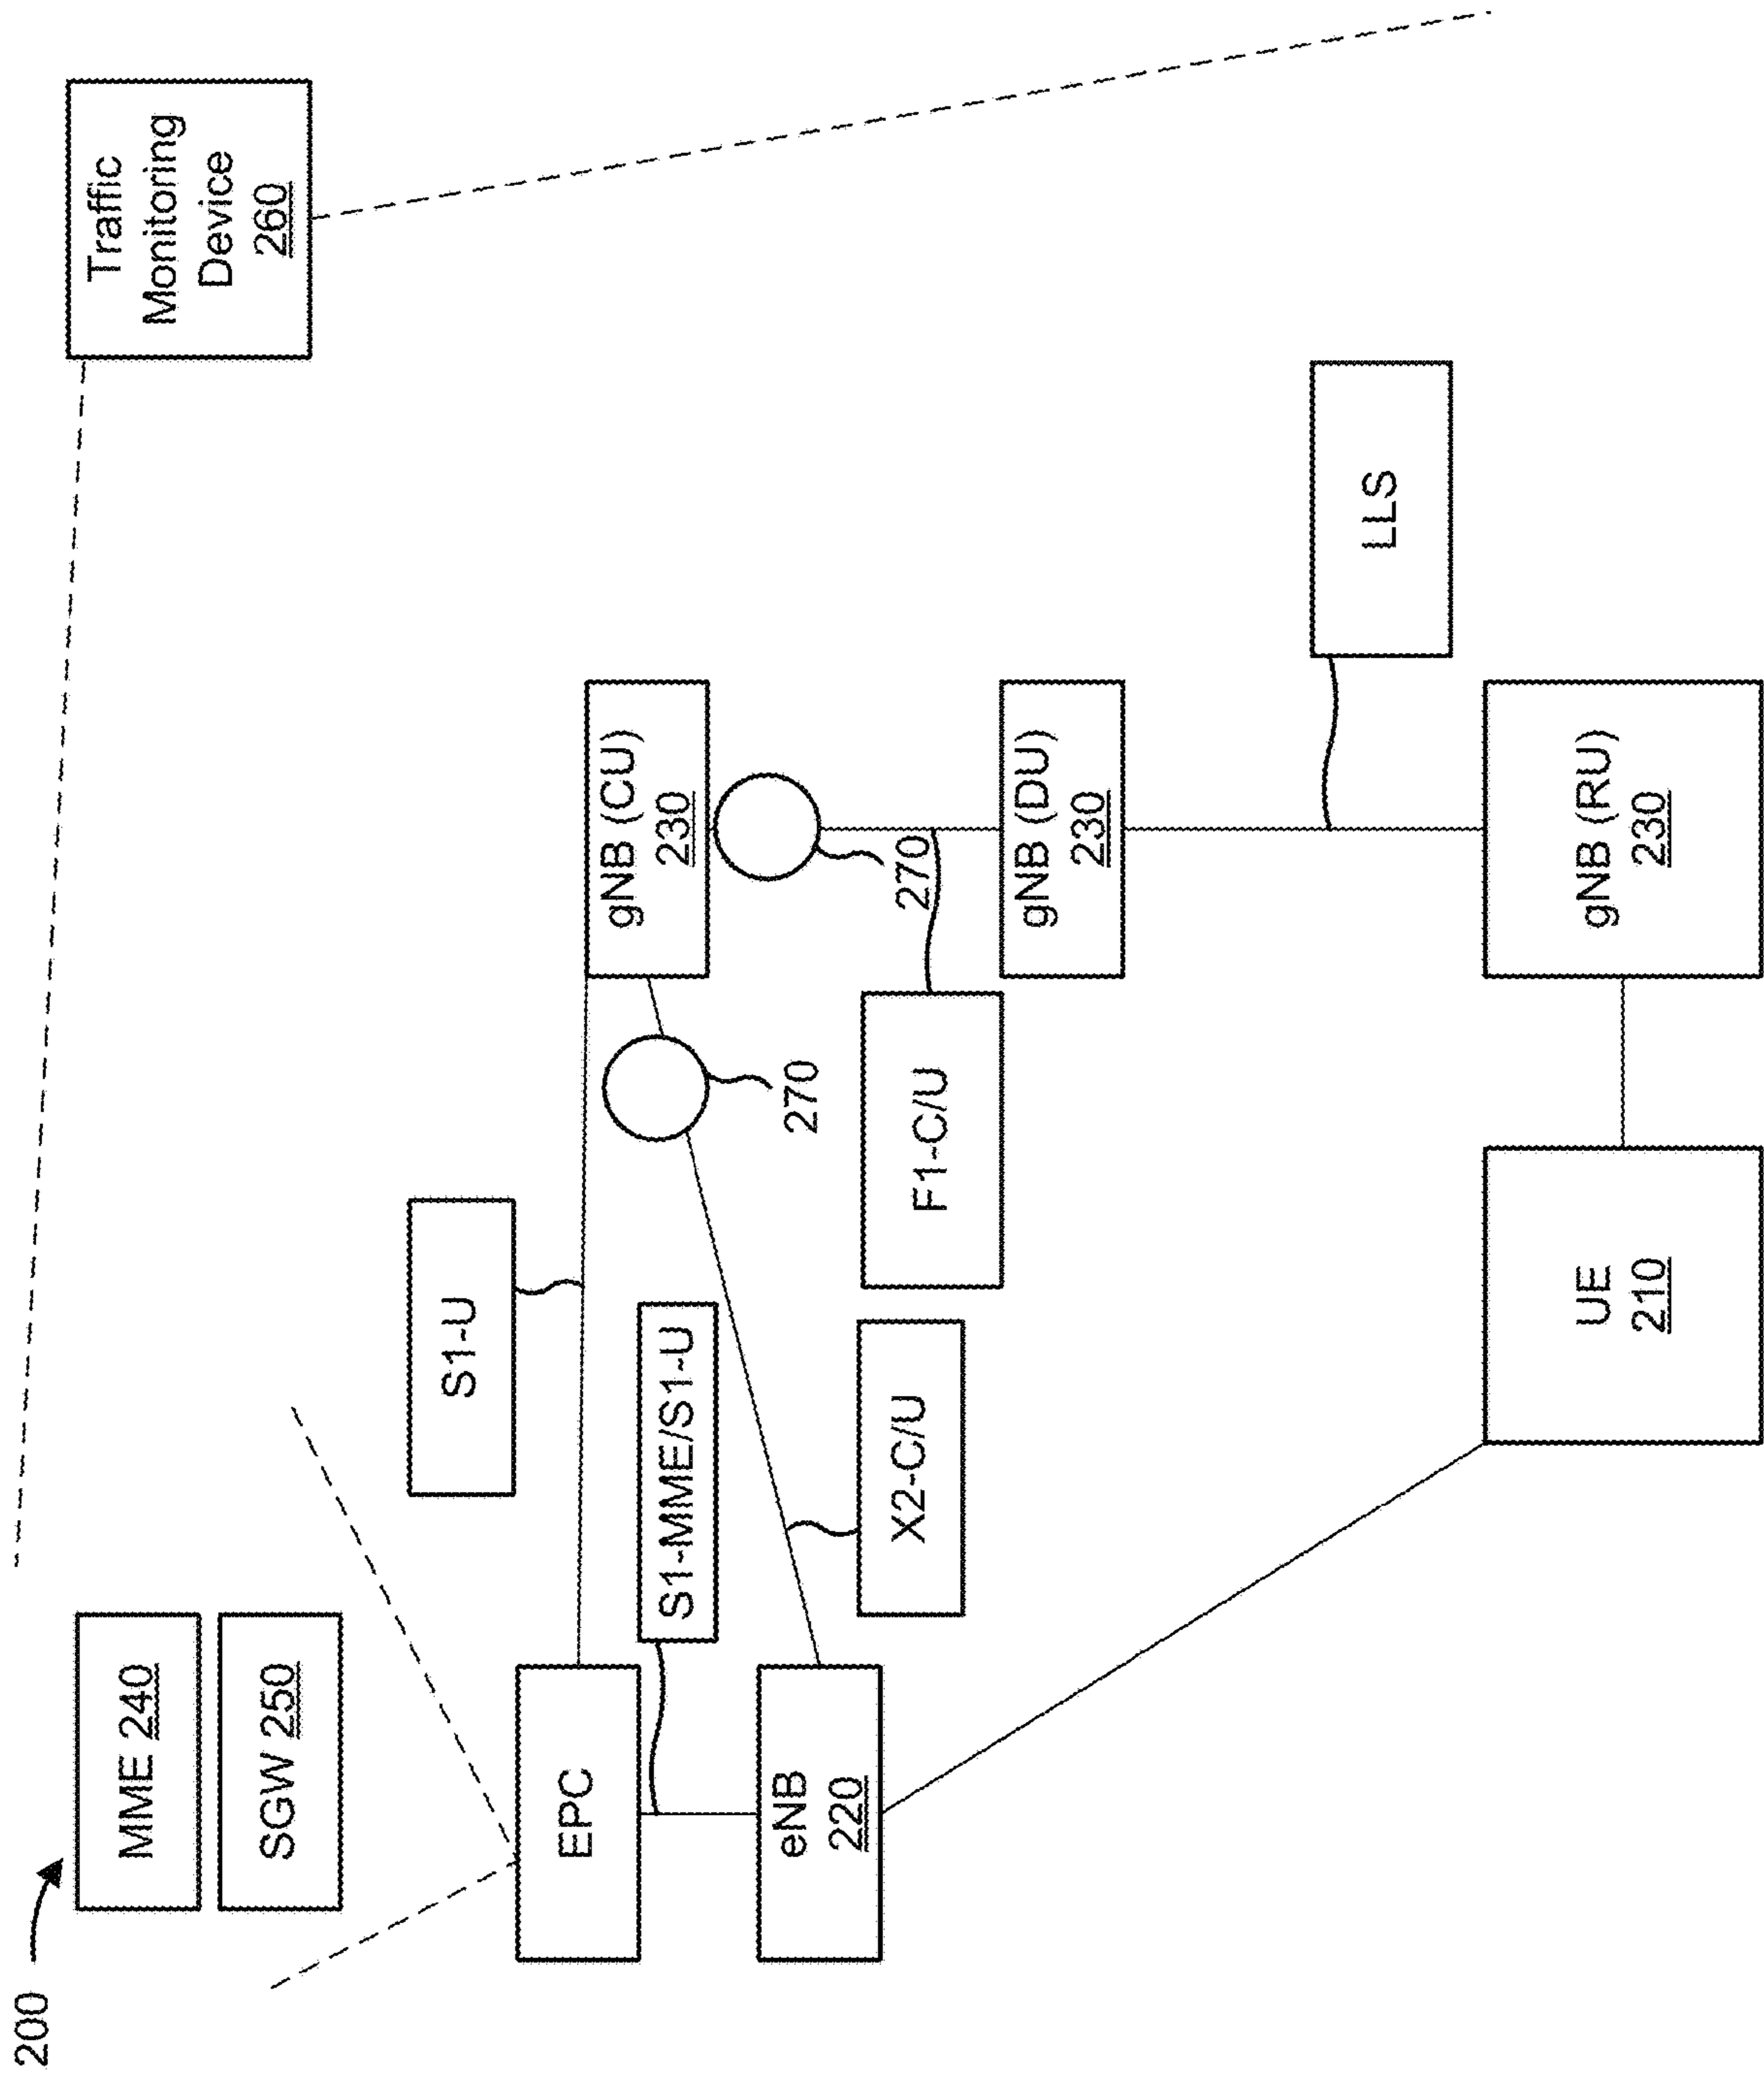 200
MME 240
SGW 250
Traffic
Monitoring
Device
260
S1-U
EPC
S1-MME/S1-U
gNB (CU)
230
270
270
eNB
220
X2-C/U
F1-C/U
gNB (DU)
230
LLS
UE
210
gNB (RU)
230